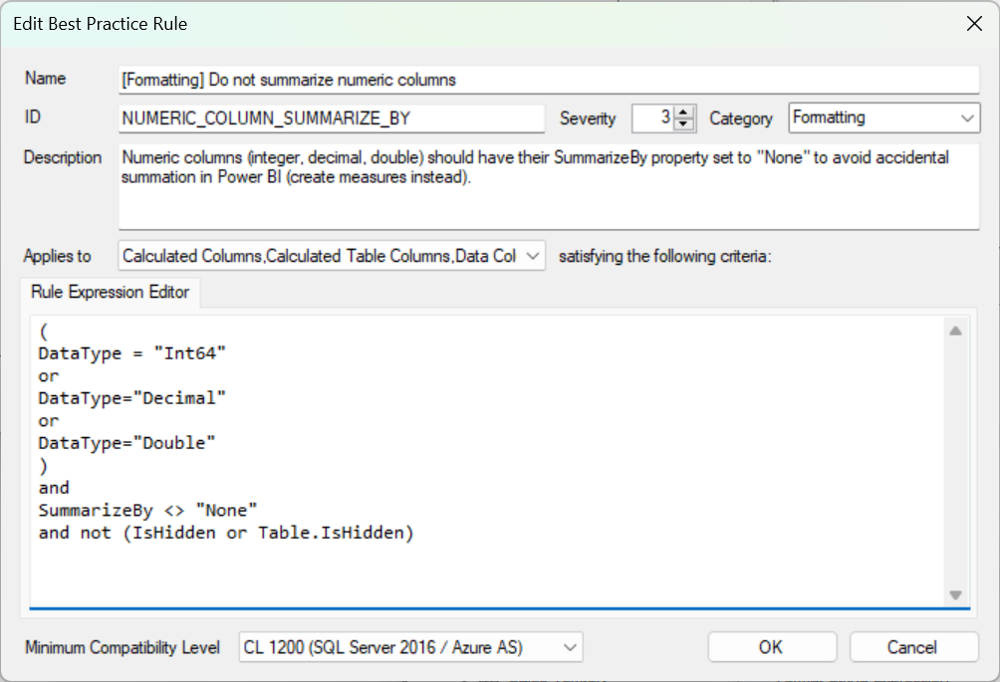 Edit Best Practice Rule
Name
[Formatting] Do not summarize numeric columns
ID
NUMERIC_COLUMN_SUMMARIZE_BY
Severity
3
Category
Formatting
Description
Numeric columns (integer, decimal, double) should have their SummarizeBy property set to "None" to avoid accidental
summation in Power BI (create measures instead).
Applies to
Calculated Columns,Calculated Table Columns,Data Col
satisfying the following criteria:
Rule Expression Editor
(
DataType = "Int64"
or
DataType="Decimal"
or
DataType="Double"
)
and
SummarizeBy <> "None"
and not (IsHidden or Table.IsHidden)
Minimum Compatibility Level
CL 1200 (SQL Server 2016 / Azure AS)
OK
Cancel